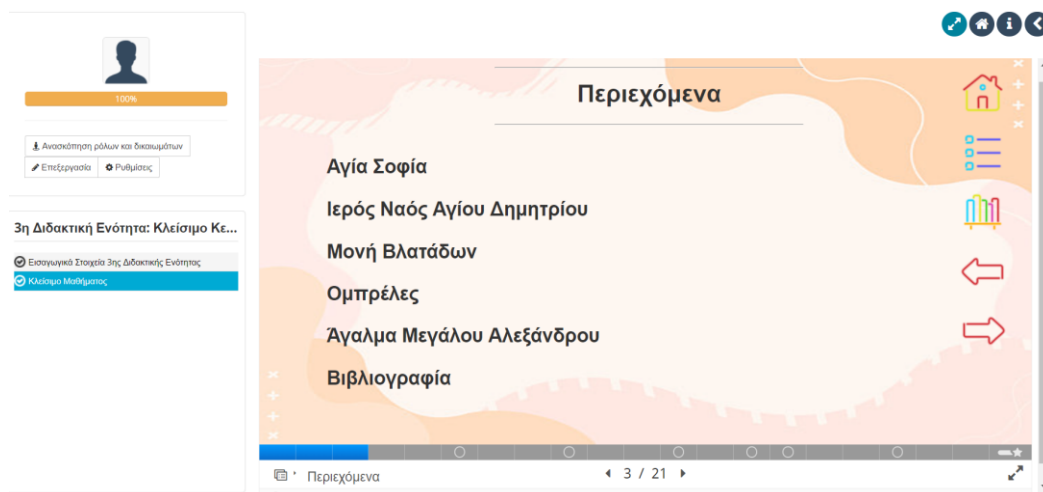 100%
Ανασκόπηση ρόλων και δικαιωμάτων
Επεξεργασία
Ρυθμίσεις
3η Διδακτική Ενότητα: Κλείσιμο Κε...
Εισαγωγικά Στοιχεία 3ης Διδακτικής Ενότητας
Κλείσιμο Μαθήματος
Περιεχόμενα
Αγία Σοφία
Ιερός Ναός Αγίου Δημητρίου
Μονή Βλατάδων
Ομπρέλες
Άγαλμα Μεγάλου Αλεξάνδρου
Βιβλιογραφία
Περιεχόμενα
3 / 21